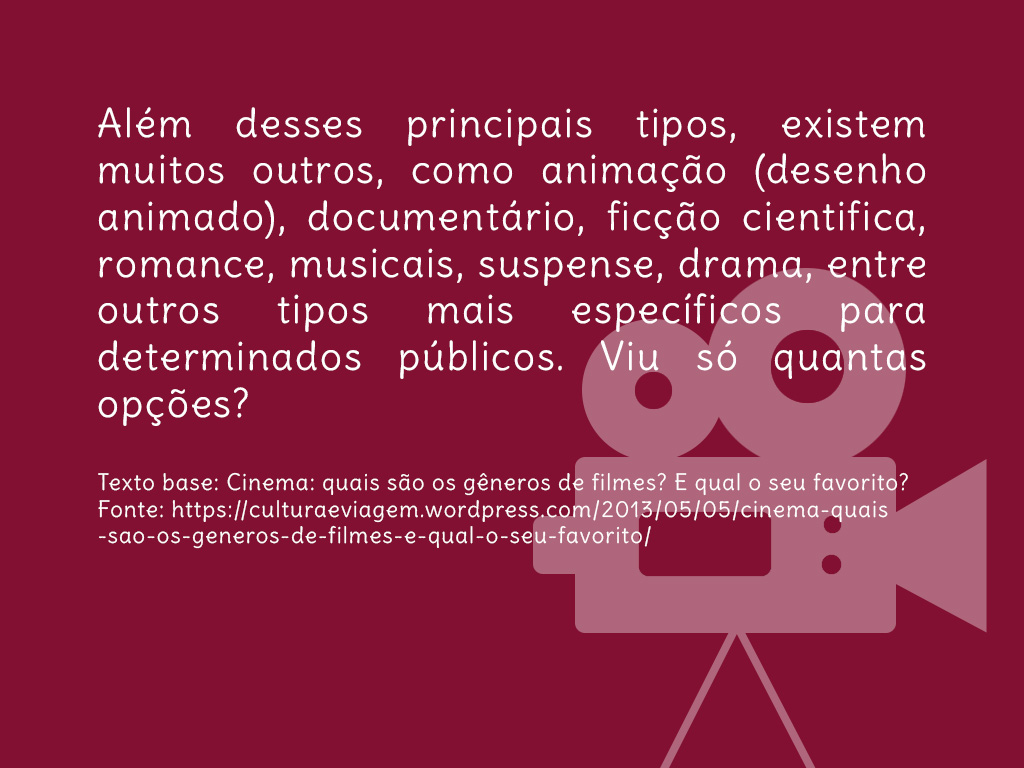 Além desses principais tipos, existem
muitos outros, como animação (desenho
animado), documentário, ficção cientifica,
romance, musicais, suspense, drama, entre
outros tipos mais específicos para
determinados públicos. Viu só quantas
opções?
Texto base: Cinema: quais são os gêneros de filmes? E qual o seu favorito?
Fonte: https://culturaeviagem.wordpress.com/2013/05/05/cinema-quais
-sao-os-generos-de-filmes-e-qual-o-seu-favorito/